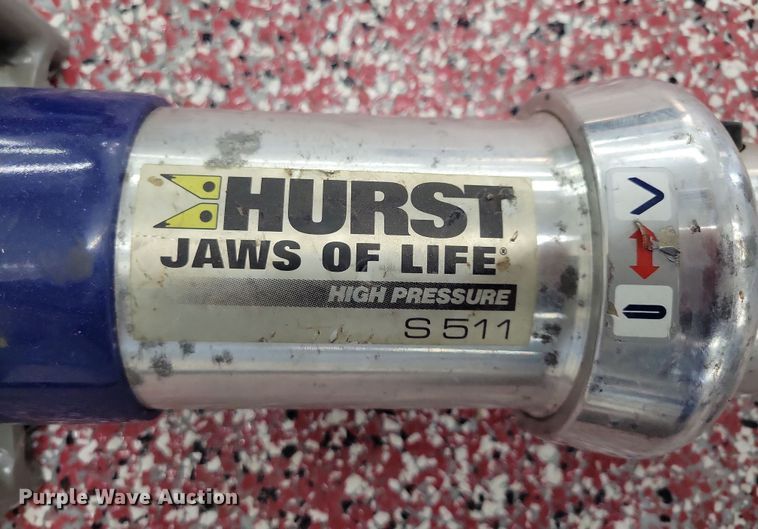 HURST
JAWS OF LIFE®
HIGH PRESSURE
S 511
Purple Wave Auction